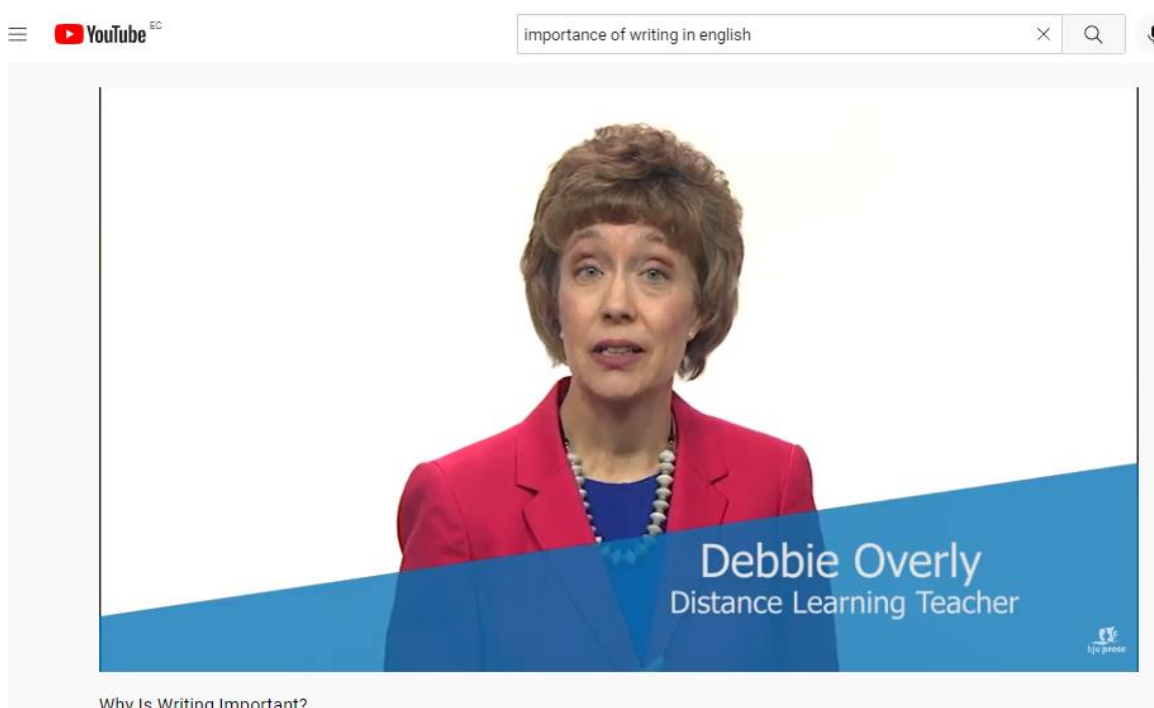 YouTube EC
importance of writing in english
Debbie Overly
Distance Learning Teacher
bju press
Why Is Writing Important?